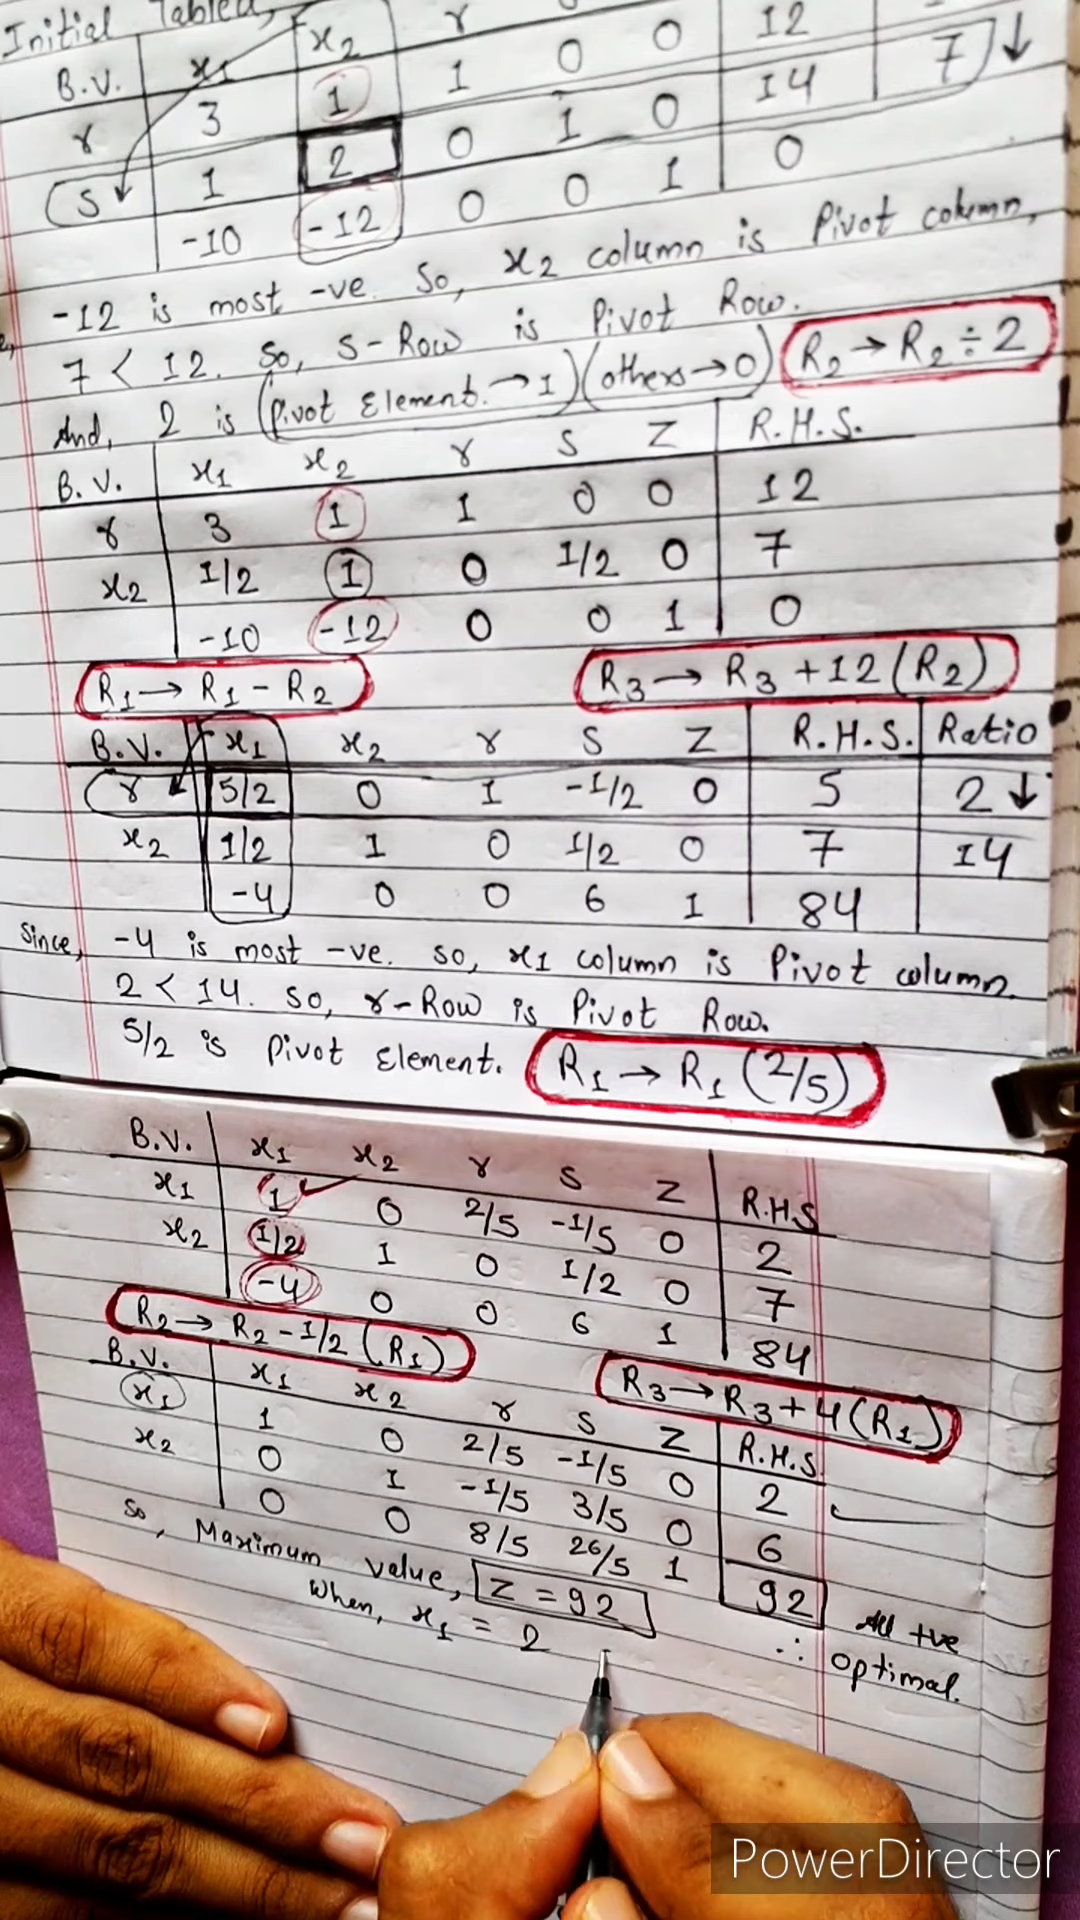 Initial Tableau,
B.V. x1 x2 r
r 3 1 1 0 0 12
S 1 2 0 1 0 14 7 ↓
-10 -12 0 0 1 0
-12 is most -ve. So, x2 column is Pivot column,
7 < 12. So, S-Row is Pivot Row.
And, 2 is (Pivot Element. → 1) (others → 0) R2 → R2 ÷ 2
B.V. x1 x2 r S Z R.H.S.
r 3 1 1 0 0 12
x2 1/2 1 0 1/2 0 7
-10 -12 0 0 1 0
R1 → R1 - R2 R3 → R3 + 12 (R2)
B.V. x1 x2 r S Z R.H.S. Ratio
r 5/2 0 1 -1/2 0 5 2 ↓
x2 1/2 1 0 1/2 0 7 14
-4 0 0 6 1 84
Since, -4 is most -ve. So, x1 column is Pivot column.
2 < 14. So, r-Row is Pivot Row.
5/2 is Pivot Element. R1 → R1 (2/5)
B.V. x1 x2 r S Z R.H.S
x1 1 0 2/5 -1/5 0 2
x2 1/2 1 0 1/2 0 7
-4 0 0 6 1 84
R2 → R2 - 1/2 (R1) R3 → R3 + 4 (R1)
B.V. x1 x2 r S Z R.H.S
x1 1 0 2/5 -1/5 0 2
x2 0 1 -1/5 3/5 0 6
0 0 8/5 26/5 1 92
So, Maximum value, Z = 92 All +ve
When, x1 = 2 ∴ optimal.
PowerDirector